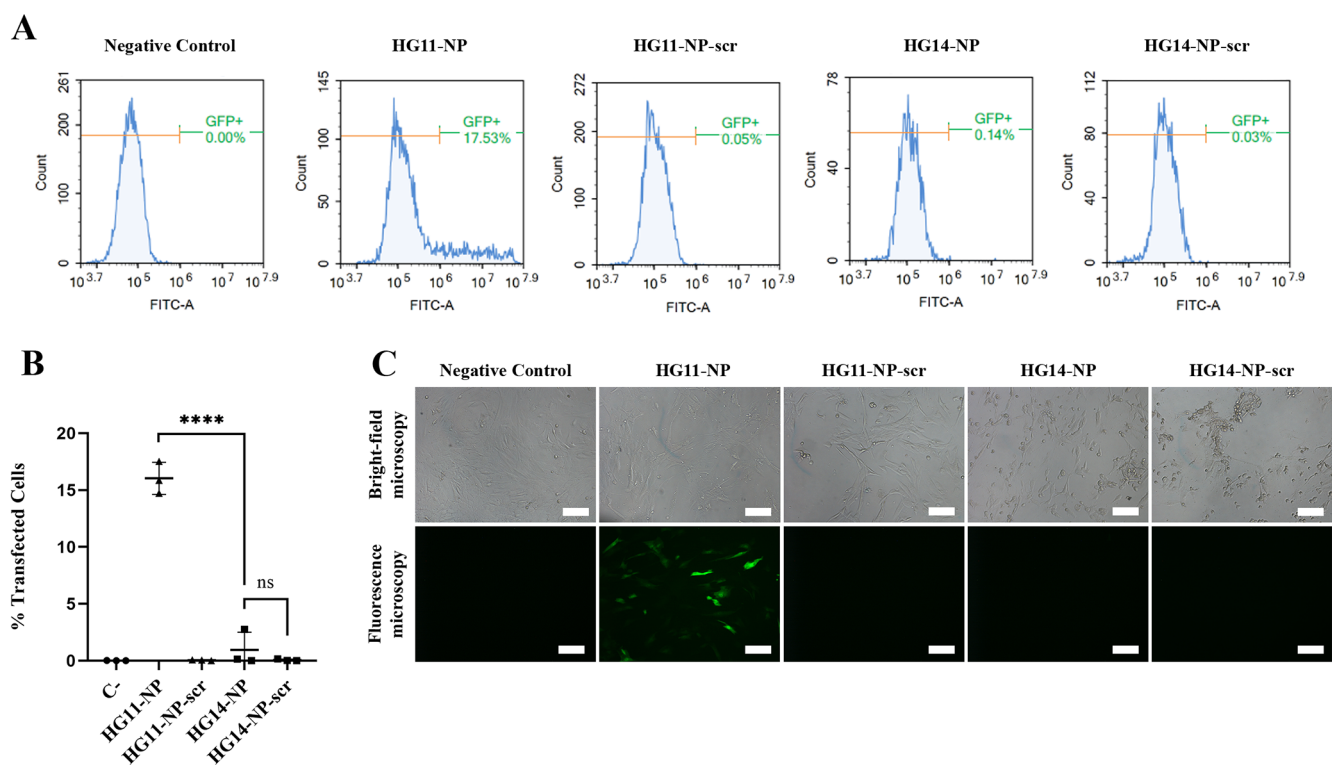 A
Negative Control
HG11-NP
HG11-NP-scr
HG14-NP
HG14-NP-scr
261
200
100
0
Count
GFP+
0.00%
10^3.7
10^5
10^6
10^7
10^7.9
FITC-A
145
100
50
0
Count
GFP+
17.53%
10^3.7
10^5
10^6
10^7
10^7.9
FITC-A
272
200
100
0
Count
GFP+
0.05%
10^3.7
10^5
10^6
10^7
10^7.9
FITC-A
78
40
0
Count
GFP+
0.14%
10^3.7
10^5
10^6
10^7
10^7.9
FITC-A
112
80
40
0
Count
GFP+
0.03%
10^3.7
10^5
10^6
10^7
10^7.9
FITC-A
B
% Transfected Cells
20
15
10
5
0
****
ns
C-
HG11-NP
HG11-NP-scr
HG14-NP
HG14-NP-scr
C
Negative Control
HG11-NP
HG11-NP-scr
HG14-NP
HG14-NP-scr
Bright-field
microscopy
Fluorescence
microscopy